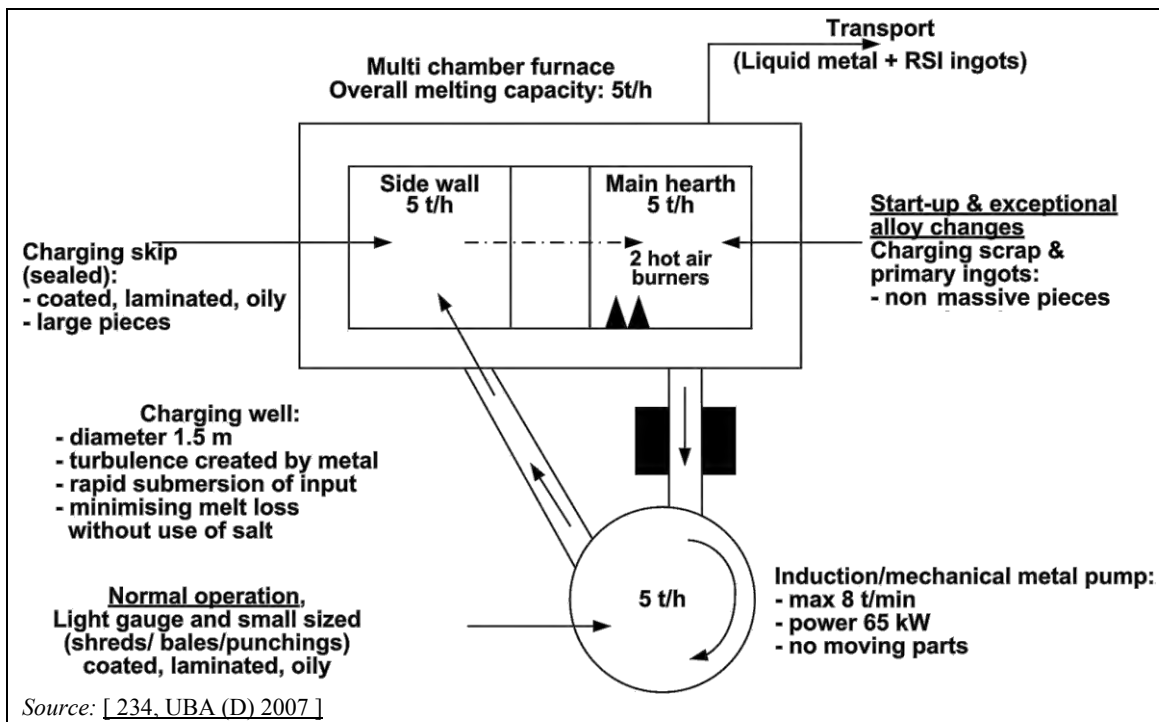 Transport
(Liquid metal + RSI ingots)
Multi chamber furnace
Overall melting capacity: 5t/h
Side wall
5 t/h
Main hearth
5 t/h
2 hot air
burners
Charging skip
(sealed):
- coated, laminated, oily
- large pieces
Start-up & exceptional
alloy changes
Charging scrap &
primary ingots:
- non massive pieces
Charging well:
- diameter 1.5 m
- turbulence created by metal
- rapid submersion of input
- minimising melt loss
without use of salt
Normal operation,
Light gauge and small sized
(shreds/ bales/punchings)
coated, laminated, oily
5 t/h
Induction/mechanical metal pump:
- max 8 t/min
- power 65 kW
- no moving parts
Source: [ 234, UBA (D) 2007 ]